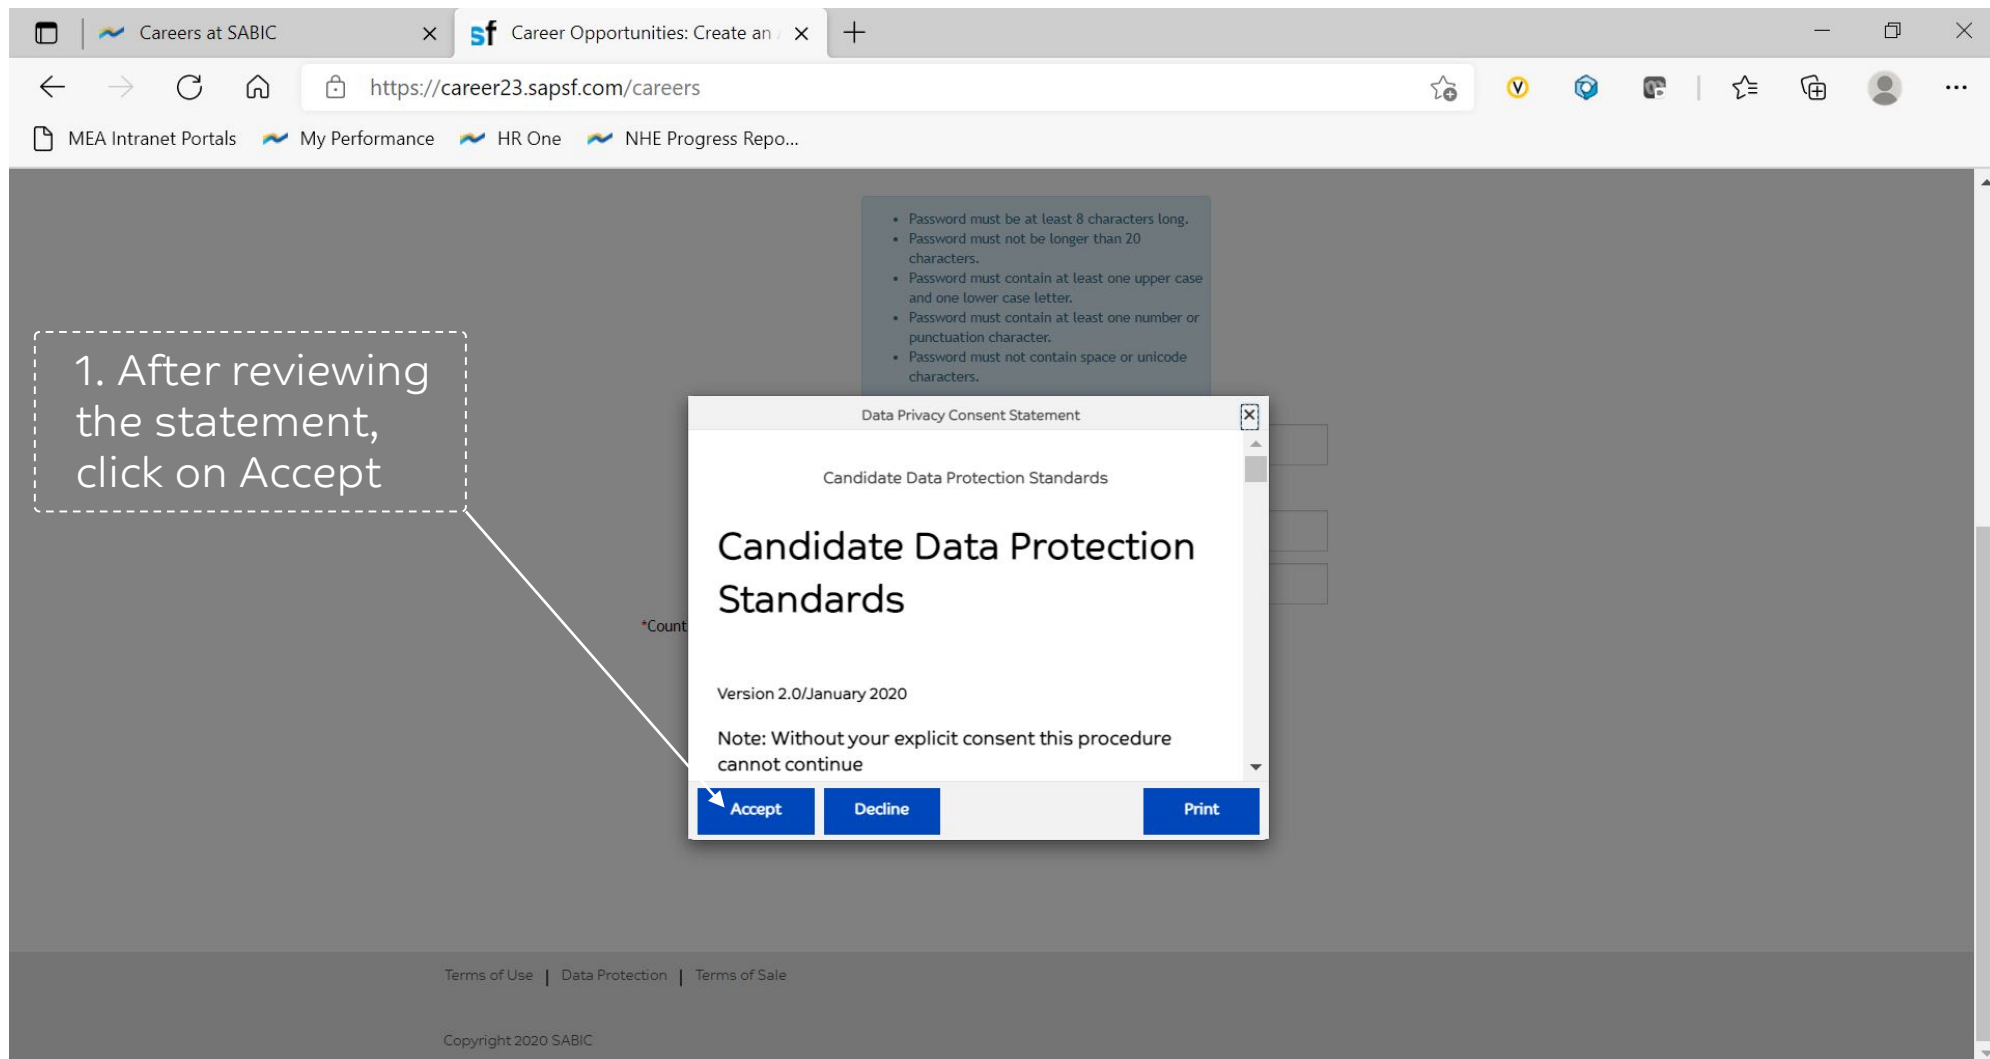 Careers at SABIC
sf Career Opportunities: Create an
https://career23.sapsf.com/careers
MEA Intranet Portals My Performance HR One NHE Progress Repo...
• Password must be at least 8 characters long.
• Password must not be longer than 20
characters.
• Password must contain at least one upper case
and one lower case letter.
• Password must contain at least one number or
punctuation character.
• Password must not contain space or unicode
characters.
1. After reviewing
the statement,
click on Accept
Data Privacy Consent Statement
Candidate Data Protection Standards
Candidate Data Protection
Standards
*Count
Version 2.0/January 2020
Note: Without your explicit consent this procedure
cannot continue
Accept Decline Print
Terms of Use | Data Protection | Terms of Sale
Copyright 2020 SABIC